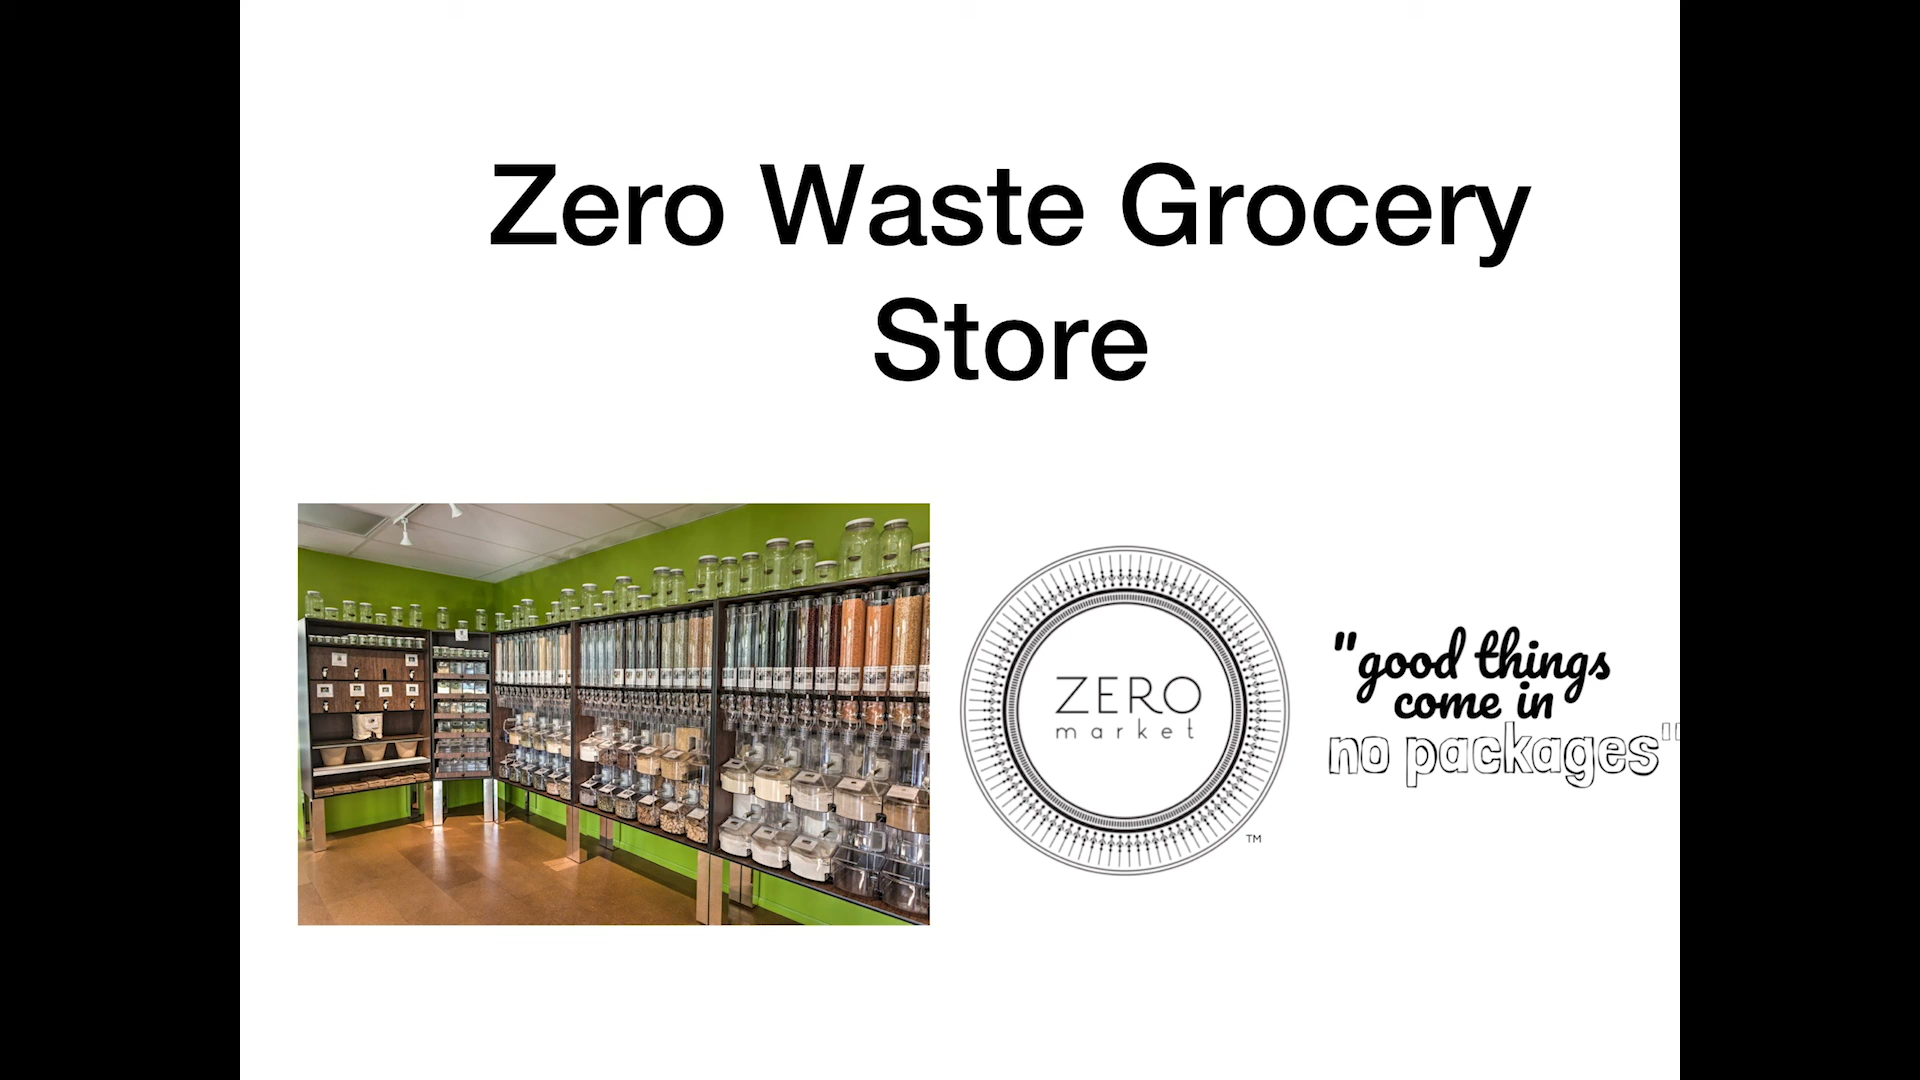 Zero Waste Grocery
Store
ZERO
market
TM
"good things
come in
no packages"